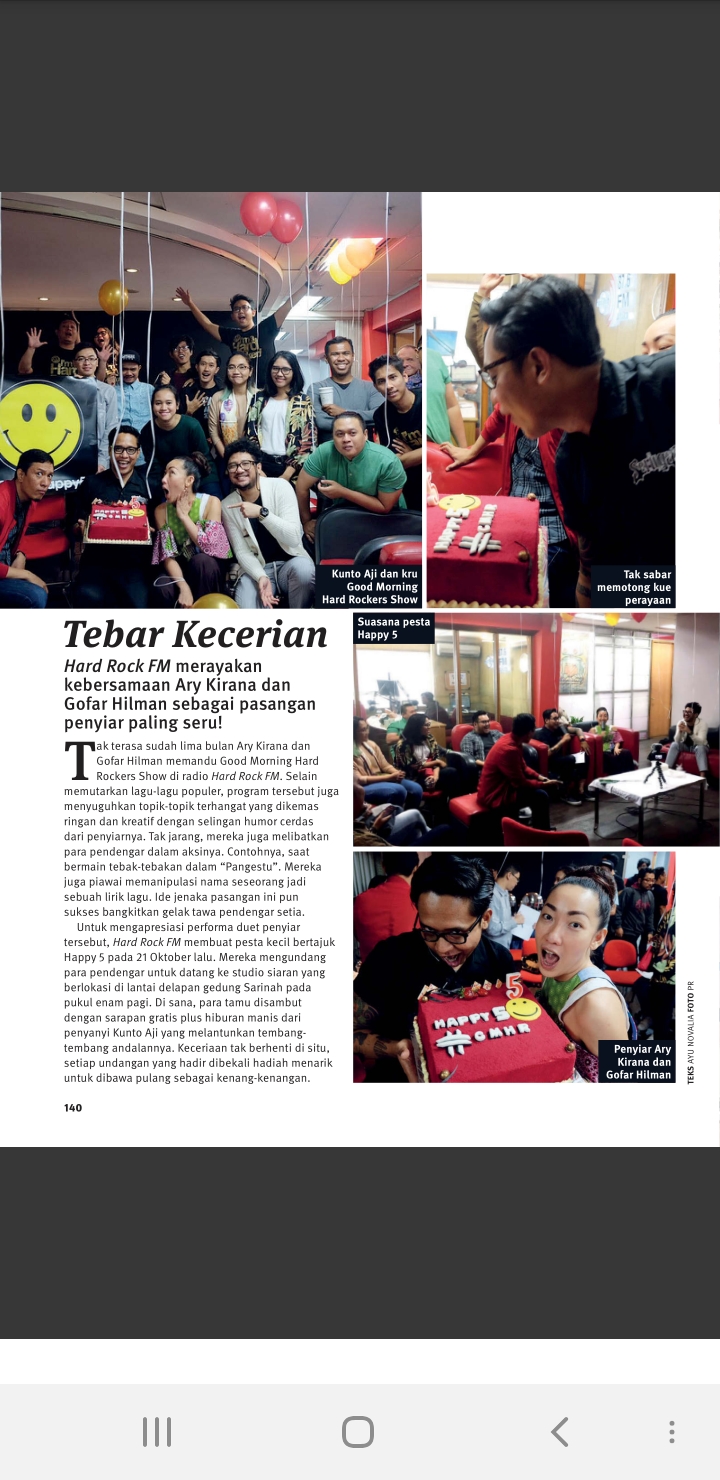 Kunto Aji dan kru
Good Morning
Hard Rockers Show
Tak sabar
memotong kue
perayaan
Tebar Kecerian
Hard Rock FM merayakan
kebersamaan Ary Kirana dan
Gofar Hilman sebagai pasangan
penyiar paling seru!
Tak terasa sudah lima bulan Ary Kirana dan
Gofar Hilman memandu Good Morning Hard
Rockers Show di radio Hard Rock FM. Selain
memutarkan lagu-lagu populer, program tersebut juga
menyuguhkan topik-topik terhangat yang dikemas
ringan dan kreatif dengan selingan humor cerdas
dari penyiarnya. Tak jarang, mereka juga melibatkan
para pendengar dalam aksinya. Contohnya, saat
bermain tebak-tebakan dalam “Pangestu”. Mereka
juga piawai memanipulasi nama seseorang jadi
sebuah lirik lagu. Ide jenaka pasangan ini pun
sukses bangkitkan gelak tawa pendengar setia.
Untuk mengapresiasi performa duet penyiar
tersebut, Hard Rock FM membuat pesta kecil bertajuk
Happy 5 pada 21 Oktober lalu. Mereka mengundang
para pendengar untuk datang ke studio siaran yang
berlokasi di lantai delapan gedung Sarinah pada
pukul enam pagi. Di sana, para tamu disambut
dengan sarapan gratis plus hiburan manis dari
penyanyi Kunto Aji yang melantunkan tembang-
tembang andalannya. Keceriaan tak berhenti di situ,
setiap undangan yang hadir dibekali hadiah menarik
untuk dibawa pulang sebagai kenang-kenangan.
Suasana pesta
Happy 5
5
HAPPY 5
#GMHR
Penyiar Ary
Kirana dan
Gofar Hilman
TEKS AYU NOVALIA FOTO PR
140